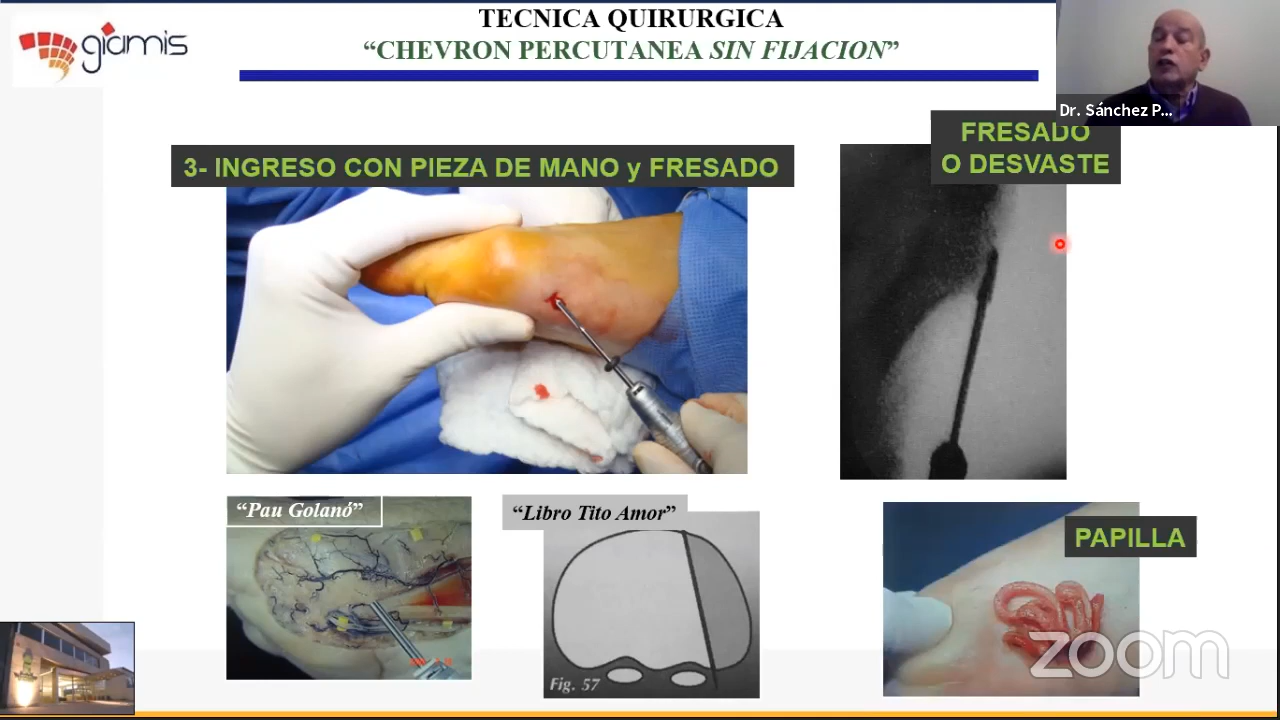 giamis
TECNICA QUIRURGICA
“CHEVRON PERCUTANEA SIN FIJACION”
Dr. Sánchez P...
3- INGRESO CON PIEZA DE MANO y FRESADO
FRESADO
O DESVASTE
“Pau Golanó”
“Libro Tito Amor”
Fig. 57
PAPILLA
zoom